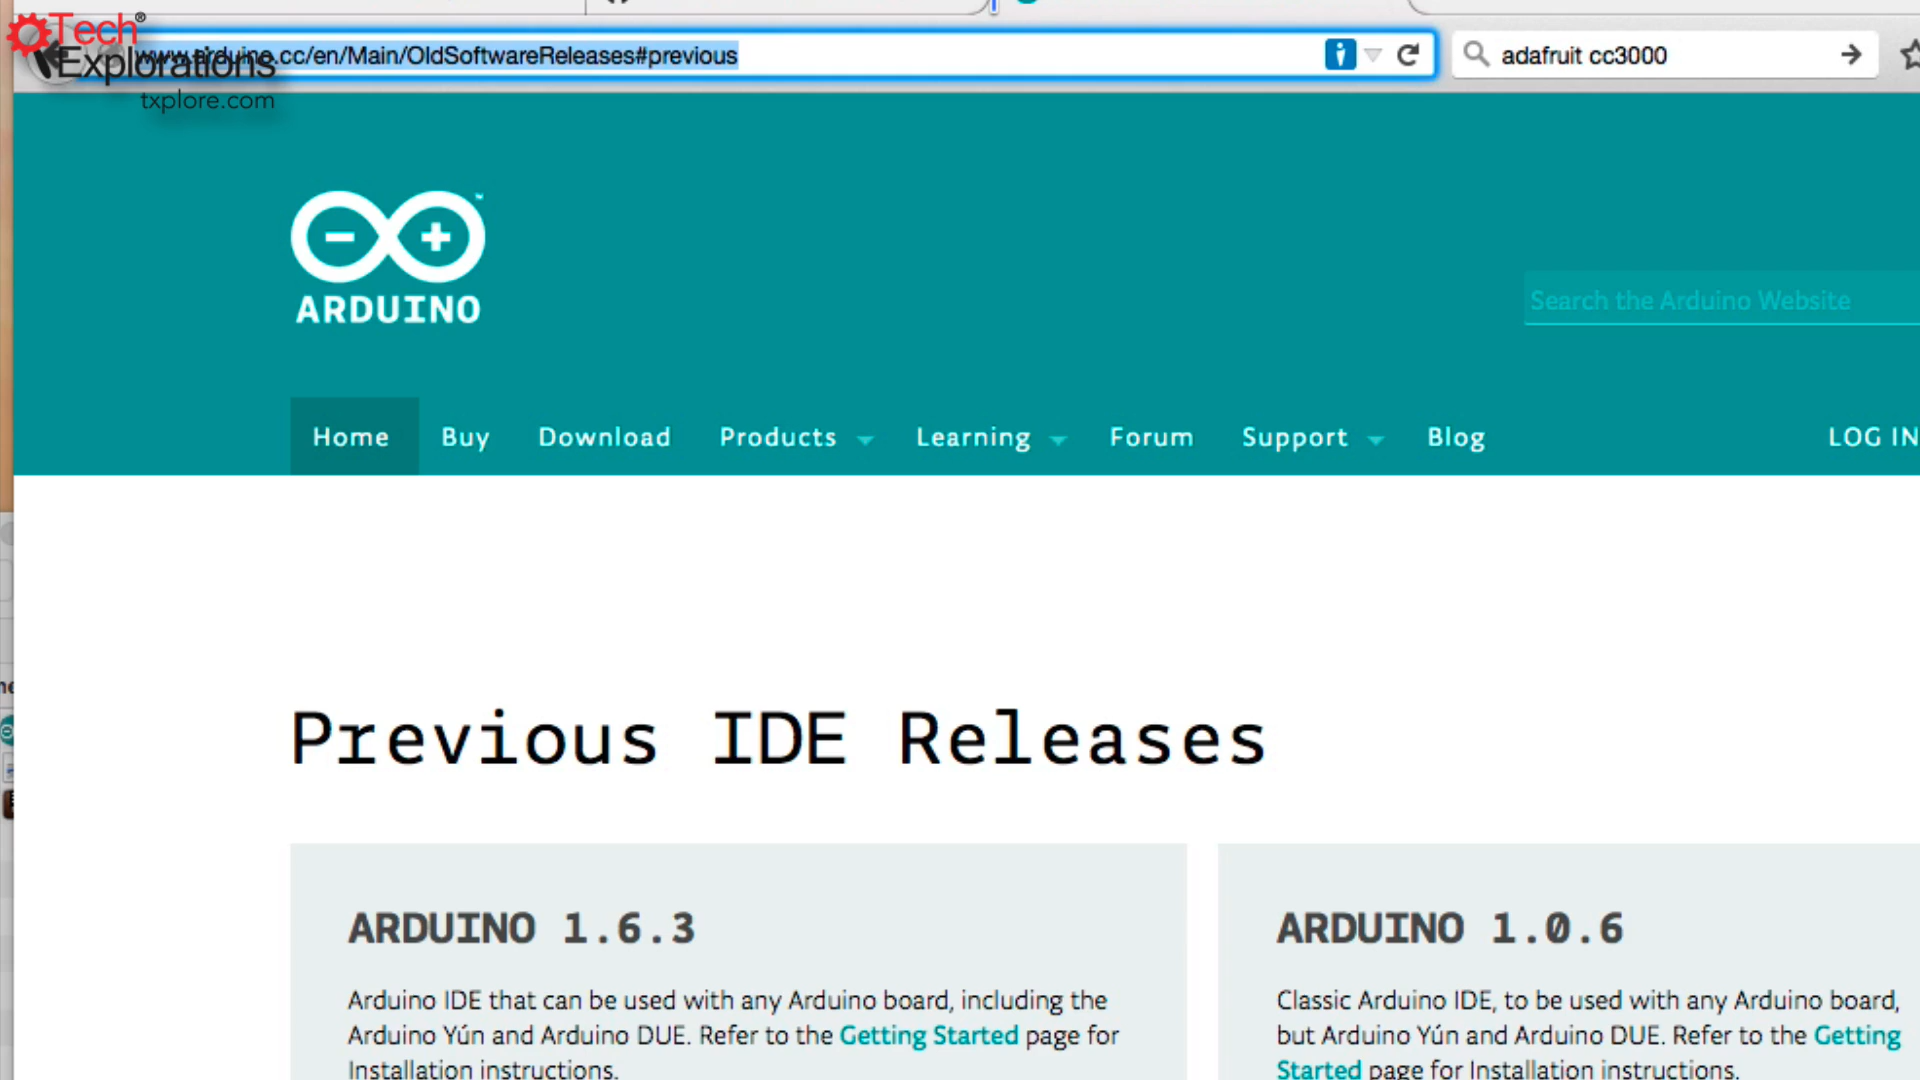 Tech®
Explorations
txplore.com
www.arduino.cc/en/Main/OldSoftwareReleases#previous
adafruit cc3000
ARDUINO
Search the Arduino Website
Home Buy Download Products Learning Forum Support Blog LOG IN
Previous IDE Releases
ARDUINO 1.6.3
Arduino IDE that can be used with any Arduino board, including the
Arduino Yún and Arduino DUE. Refer to the Getting Started page for
Installation instructions.
ARDUINO 1.0.6
Classic Arduino IDE, to be used with any Arduino board,
but Arduino Yún and Arduino DUE. Refer to the Getting
Started page for Installation instructions.